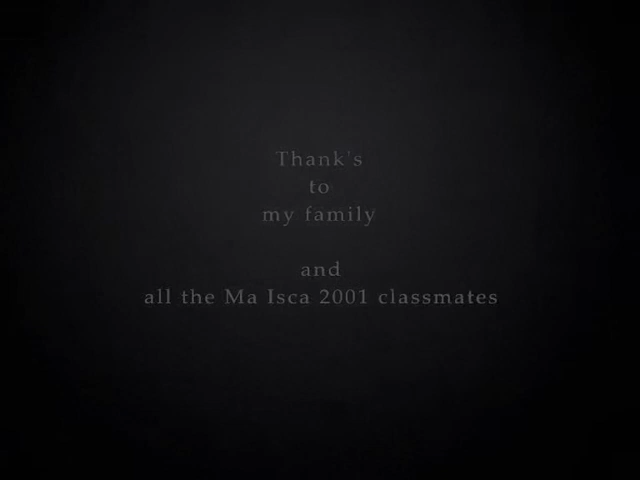 Thank's
to
my family
and
all the Ma Isca 2001 classmates